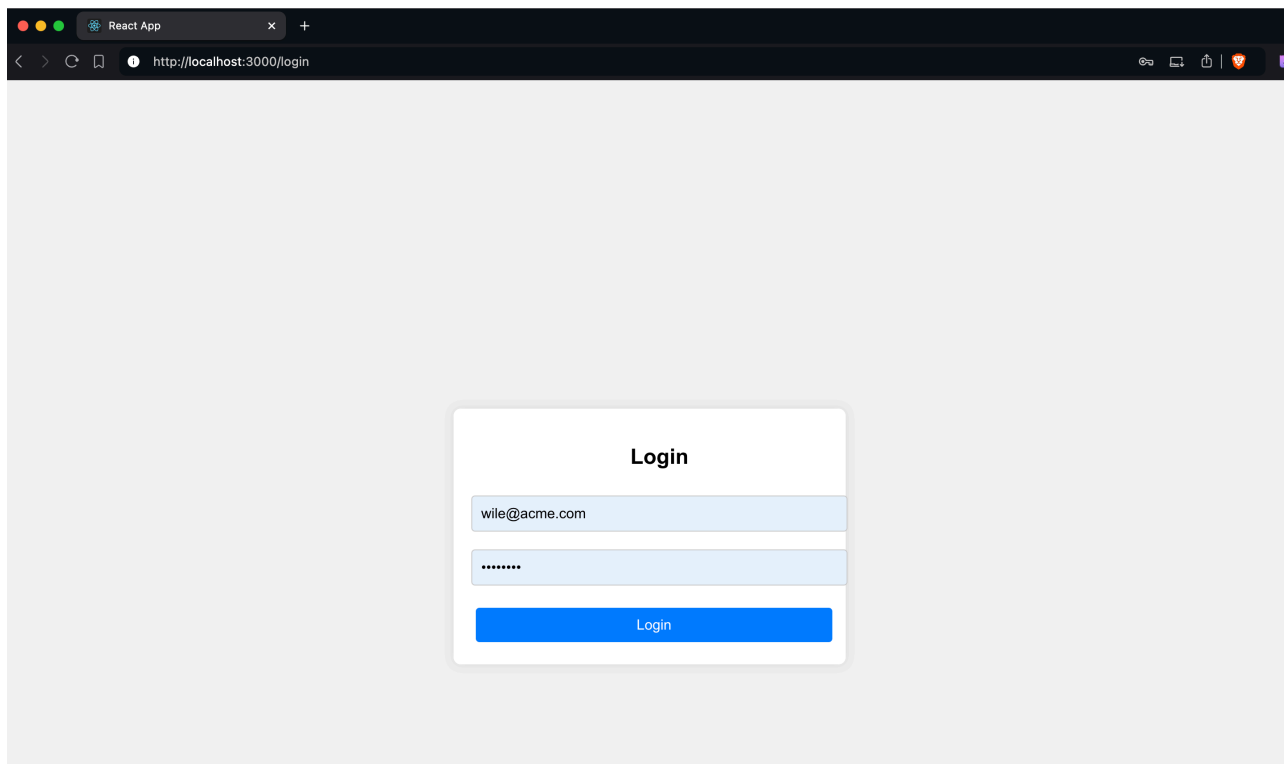 React App
http://localhost:3000/login
Login
wile@acme.com
••••••••
Login